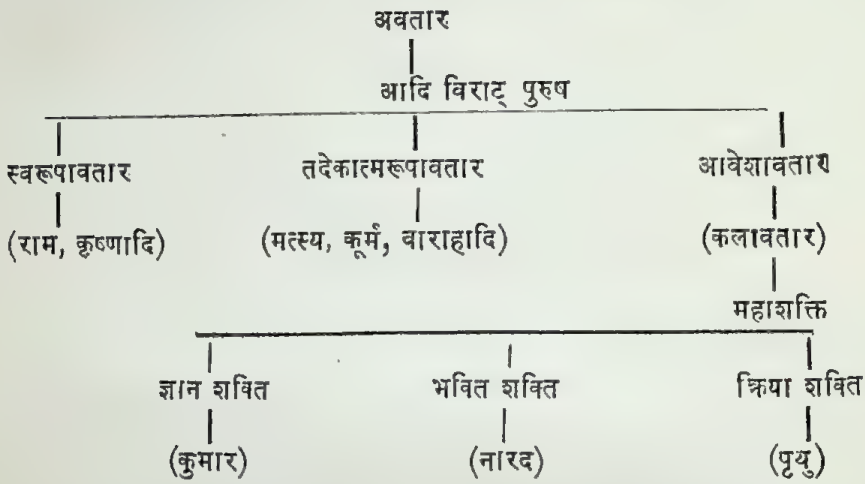 अवतार
आदि विराट् पुरुष
स्वरूपावतार तदेकात्मरूपावतार आवेशावतार
(राम, कृष्णादि) (मत्स्य, कूर्म, वाराहादि) (कलावतार)
महाशक्ति
ज्ञान शक्ति भक्ति शक्ति क्रिया शक्ति
(कुमार) (नारद) (पृथु)